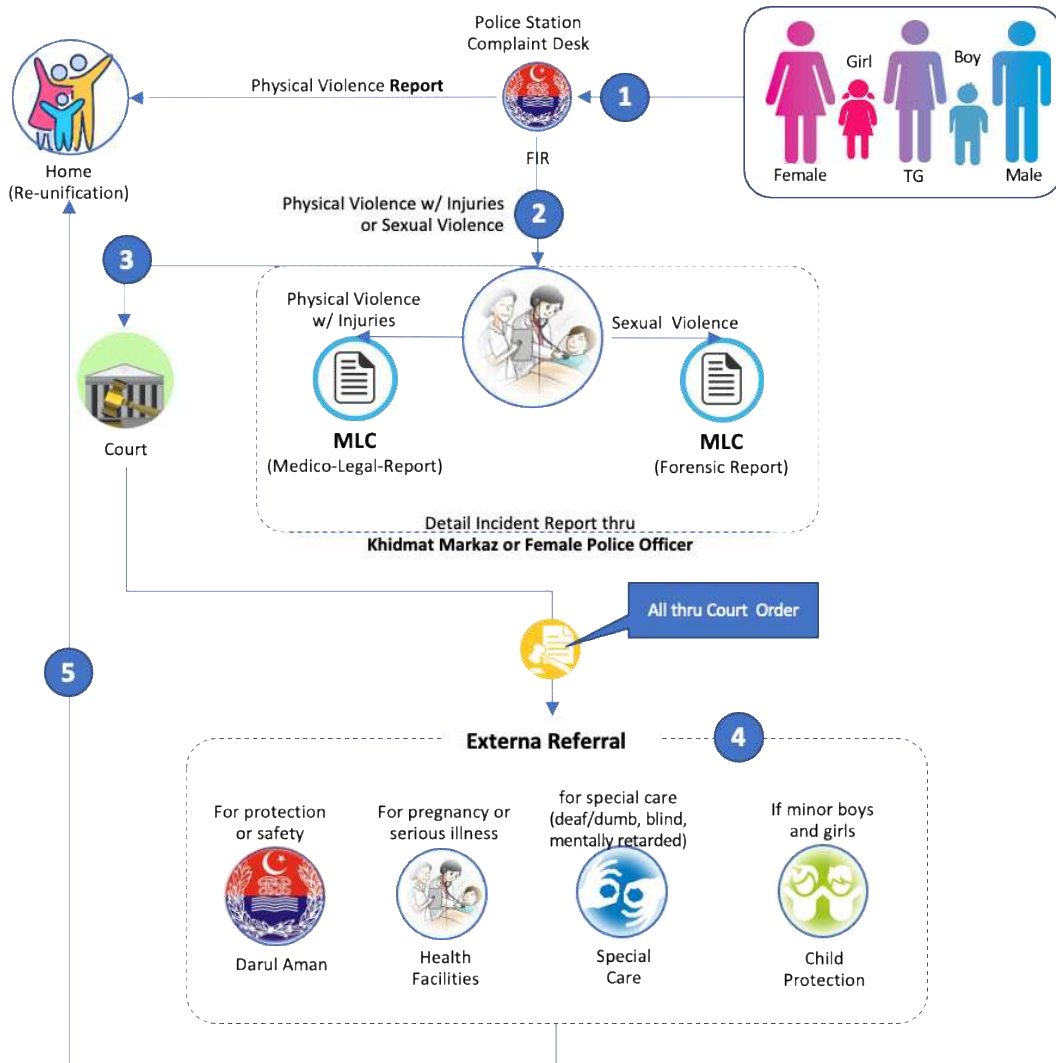 Police Station
Complaint Desk
Girl
Boy
Female
TG
Male
1
Physical Violence Report
FIR
Home
(Re-unification)
Physical Violence w/ Injuries
or Sexual Violence
2
3
Physical Violence
w/ Injuries
Sexual Violence
MLC
(Medico-Legal-Report)
MLC
(Forensic Report)
Court
Detail Incident Report thru
Khidmat Markaz or Female Police Officer
All thru Court Order
5
Externa Referral
4
For protection
or safety
Darul Aman
For pregnancy or
serious illness
Health
Facilities
for special care
(deaf/dumb, blind,
mentally retarded)
Special
Care
If minor boys
and girls
Child
Protection